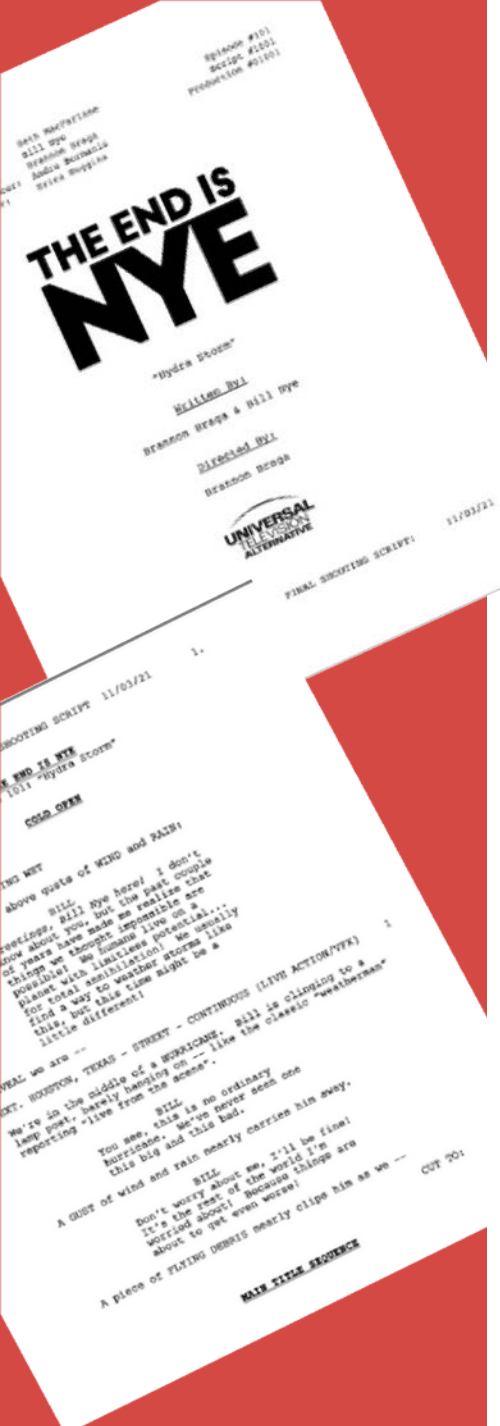 Episode #101
Script #1001
Production #01001
Seth MacFarlane
Bill Nye
Brannon Braga
Andre Bormanis
Erica Huggins
THE END IS
NYE
"Hydra Storm"
Written By:
Brannon Braga & Bill Nye
Directed By:
Brannon Braga
UNIVERSAL
TELEVISION
ALTERNATIVE
FINAL SHOOTING SCRIPT: 11/03/21
SHOOTING SCRIPT 11/03/21 1.
E END IS NYE
101: "Hydra Storm"
COLD OPEN
ING WET
above gusts of WIND and RAIN:
BILL
reetings, Bill Nye here! I don't
know about you, but the past couple
of years have made me realize that
things we thought impossible are
possible! We humans live on a
planet with limitless potential...
for total annihilation! We usually
find a way to weather storms like
this, but this time might be a
little different!
VEAL we are --
EXT. HOUSTON, TEXAS - STREET - CONTINUOUS (LIVE ACTION/VFX) 1
We're in the middle of a HURRICANE. Bill is clinging to a
lamp post, barely hanging on -- like the classic "weatherman"
reporting "live from the scene".
BILL
You see, this is no ordinary
hurricane. We've never seen one
this big and this bad.
A GUST of wind and rain nearly carries him away.
BILL
Don't worry about me, I'll be fine!
It's the rest of the world I'm
worried about! Because things are
about to get even worse!
A piece of FLYING DEBRIS nearly clips him as we --
CUT TO:
MAIN TITLE SEQUENCE